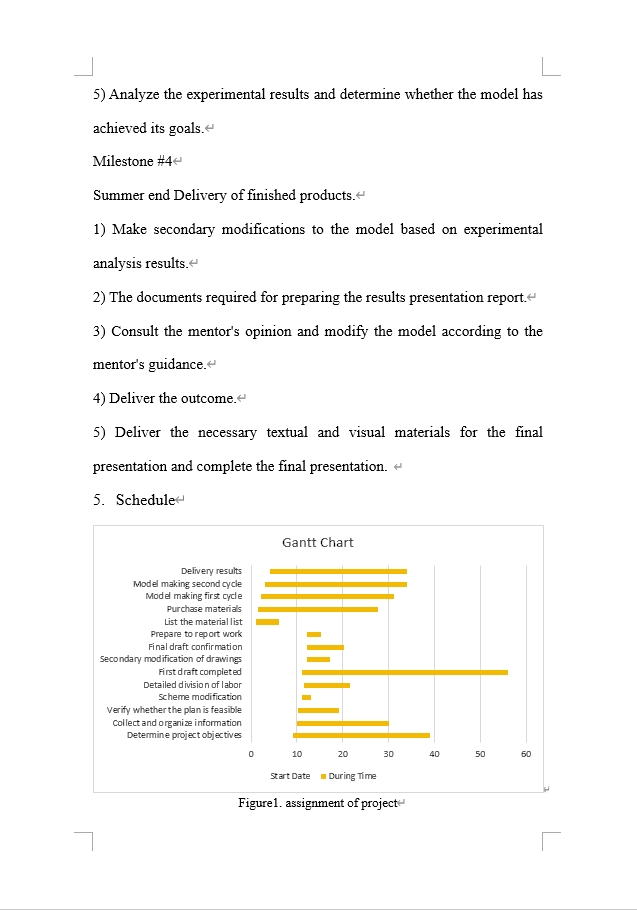 5) Analyze the experimental results and determine whether the model has
achieved its goals.↵
Milestone #4↵
Summer end Delivery of finished products.↵
1) Make secondary modifications to the model based on experimental
analysis results.↵
2) The documents required for preparing the results presentation report.↵
3) Consult the mentor's opinion and modify the model according to the
mentor's guidance.↵
4) Deliver the outcome.↵
5) Deliver the necessary textual and visual materials for the final
presentation and complete the final presentation. ↵
5. Schedule↵
Gantt Chart
Delivery results
Model making second cycle
Model making first cycle
Purchase materials
List the material list
Prepare to report work
Final draft confirmation
Secondary modification of drawings
First draft completed
Detailed division of labor
Scheme modification
Verify whether the plan is feasible
Collect and organize information
Determine project objectives
0 10 20 30 40 50 60
Start Date During Time
↵
Figure1. assignment of project↵